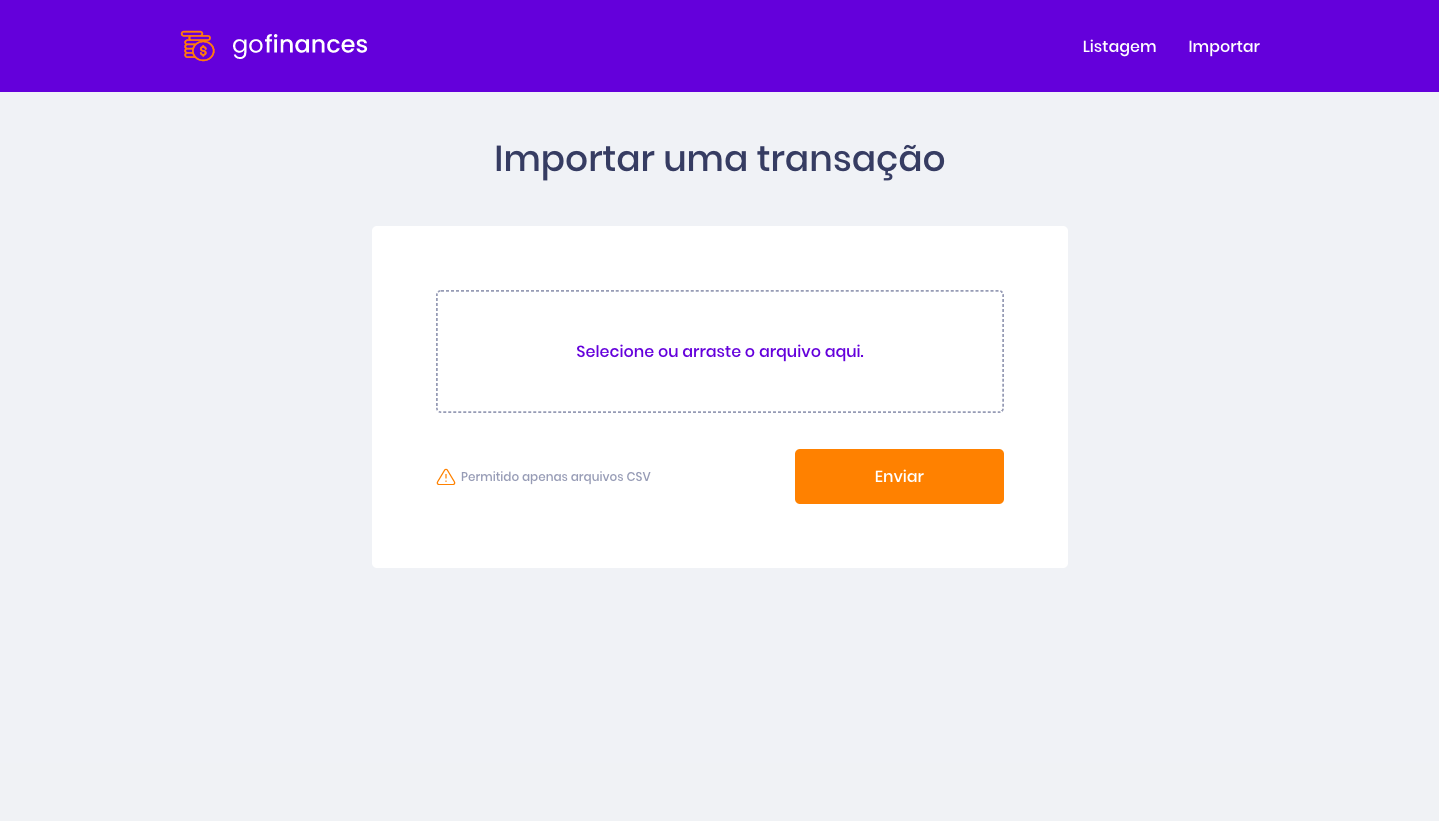 gofinances
Listagem
Importar
Importar uma transação
Selecione ou arraste o arquivo aqui.
Permitido apenas arquivos CSV
Enviar